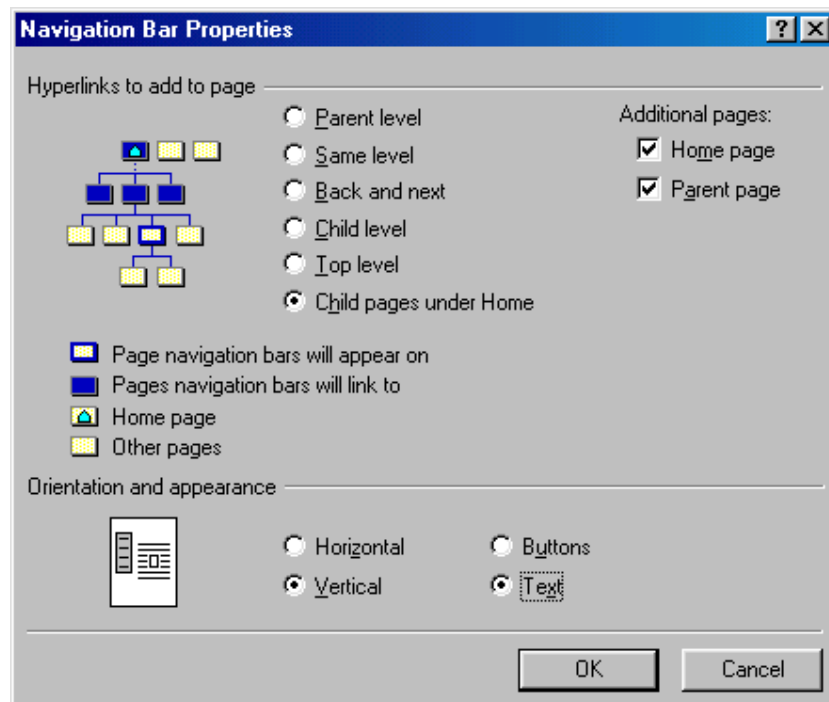 Navigation Bar Properties
Hyperlinks to add to page
Parent level
Same level
Back and next
Child level
Top level
Child pages under Home
Additional pages:
Home page
Parent page
Page navigation bars will appear on
Pages navigation bars will link to
Home page
Other pages
Orientation and appearance
Horizontal
Vertical
Buttons
Text
OK
Cancel